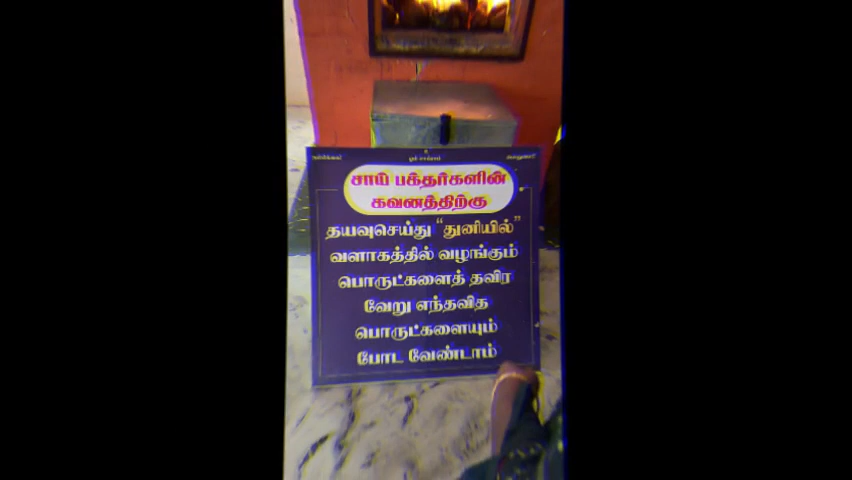 சாய் பக்தர்களின்
கவனத்திற்கு
தயவுசெய்து “துனியில்”
வளாகத்தில் வழங்கும்
பொருட்களைத் தவிர
வேறு எந்தவித
பொருட்களையும்
போட வேண்டாம்